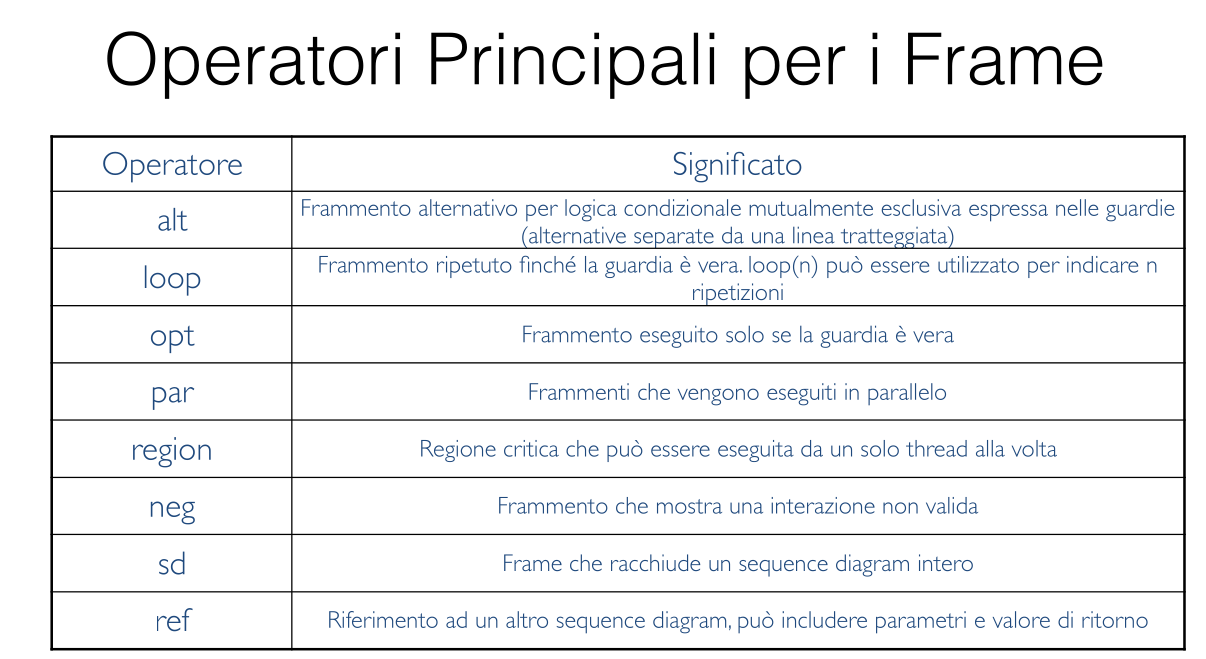 Operatori Principali per i Frame
Operatore
Significato
alt
Frammento alternativo per logica condizionale mutualmente esclusiva espressa nelle guardie
(alternative separate da una linea tratteggiata)
loop
Frammento ripetuto finché la guardia è vera. loop(n) può essere utilizzato per indicare n
ripetizioni
opt
Frammento eseguito solo se la guardia è vera
par
Frammenti che vengono eseguiti in parallelo
region
Regione critica che può essere eseguita da un solo thread alla volta
neg
Frammento che mostra una interazione non valida
sd
Frame che racchiude un sequence diagram intero
ref
Riferimento ad un altro sequence diagram, può includere parametri e valore di ritorno